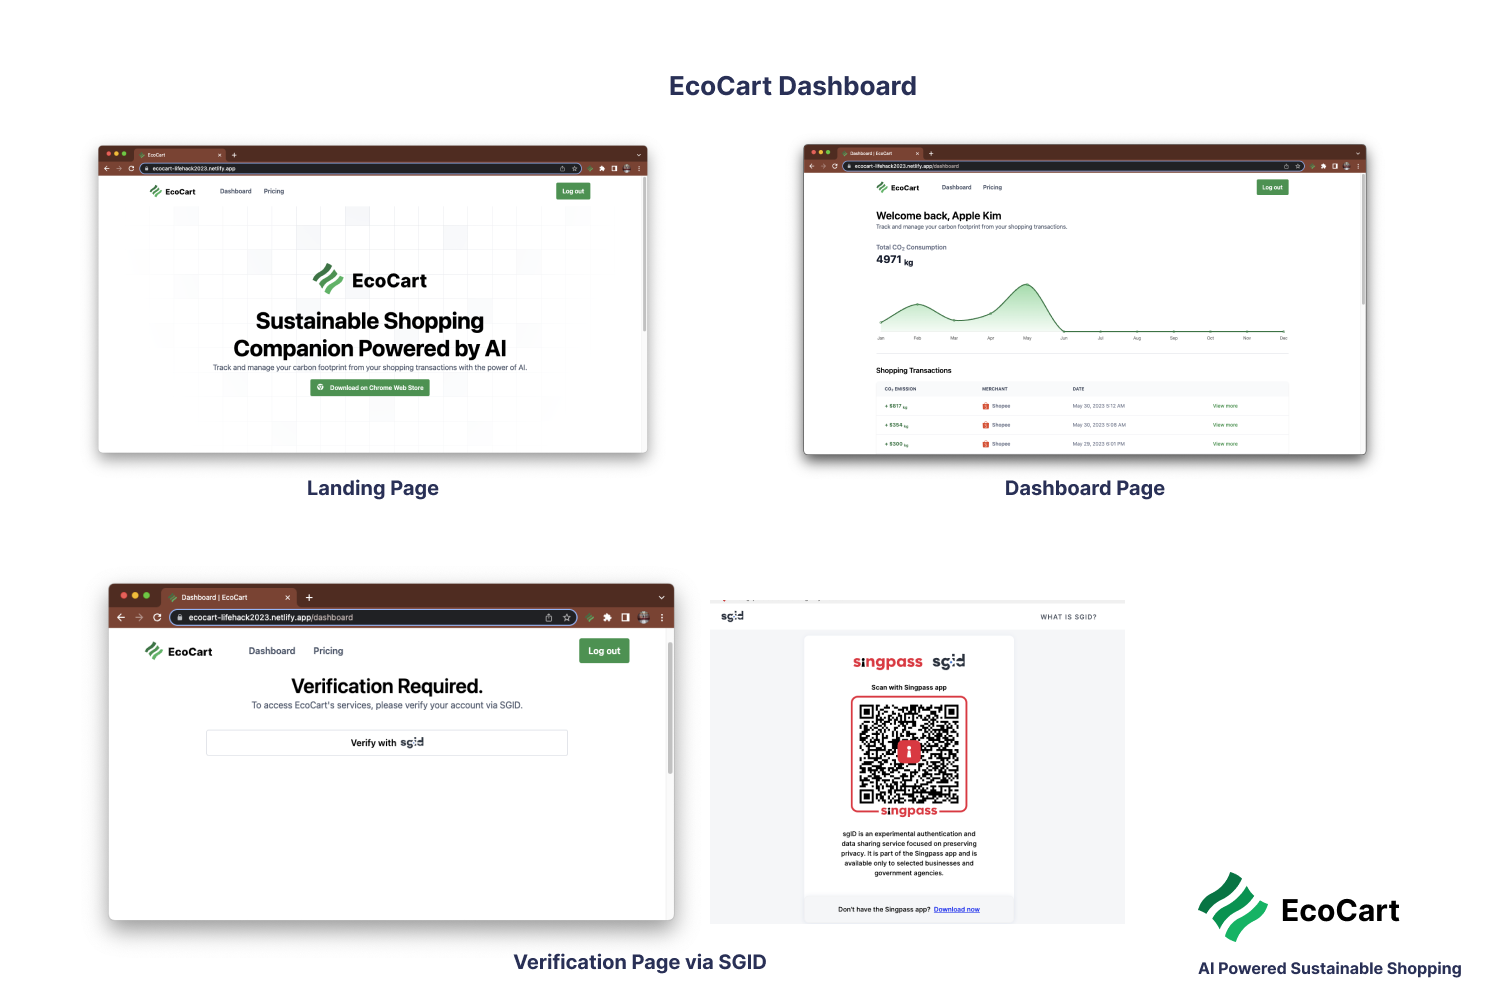 EcoCart Dashboard
EcoCart
ecocart-lifehack2023.netlify.app
EcoCart
Dashboard
Pricing
Log out
EcoCart
Sustainable Shopping
Companion Powered by AI
Track and manage your carbon footprint from your shopping transactions with the power of AI.
Download on Chrome Web Store
Landing Page
Dashboard | EcoCart
ecocart-lifehack2023.netlify.app/dashboard
EcoCart
Dashboard
Pricing
Log out
Welcome back, Apple Kim
Track and manage your carbon footprint from your shopping transactions.
Total CO₂ Consumption
4971 kg
Jan Feb Mar Apr May Jun Jul Aug Sep Oct Nov Dec
Shopping Transactions
CO₂ EMISSION MERCHANT DATE
+ $817 kg Shopee May 30, 2023 5:12 AM View more
+ $354 kg Shopee May 30, 2023 5:08 AM View more
+ $300 kg Shopee May 29, 2023 6:01 PM View more
Dashboard Page
Dashboard | EcoCart
ecocart-lifehack2023.netlify.app/dashboard
EcoCart
Dashboard
Pricing
Log out
Verification Required.
To access EcoCart's services, please verify your account via SGID.
Verify with sgid
sgid
WHAT IS SGID?
singpass sgid
Scan with Singpass app
singpass
sgID is an experimental authentication and
data sharing service focused on preserving
privacy. It is part of the Singpass app and is
available only to selected businesses and
government agencies.
Don't have the Singpass app? Download now
Verification Page via SGID
EcoCart
AI Powered Sustainable Shopping